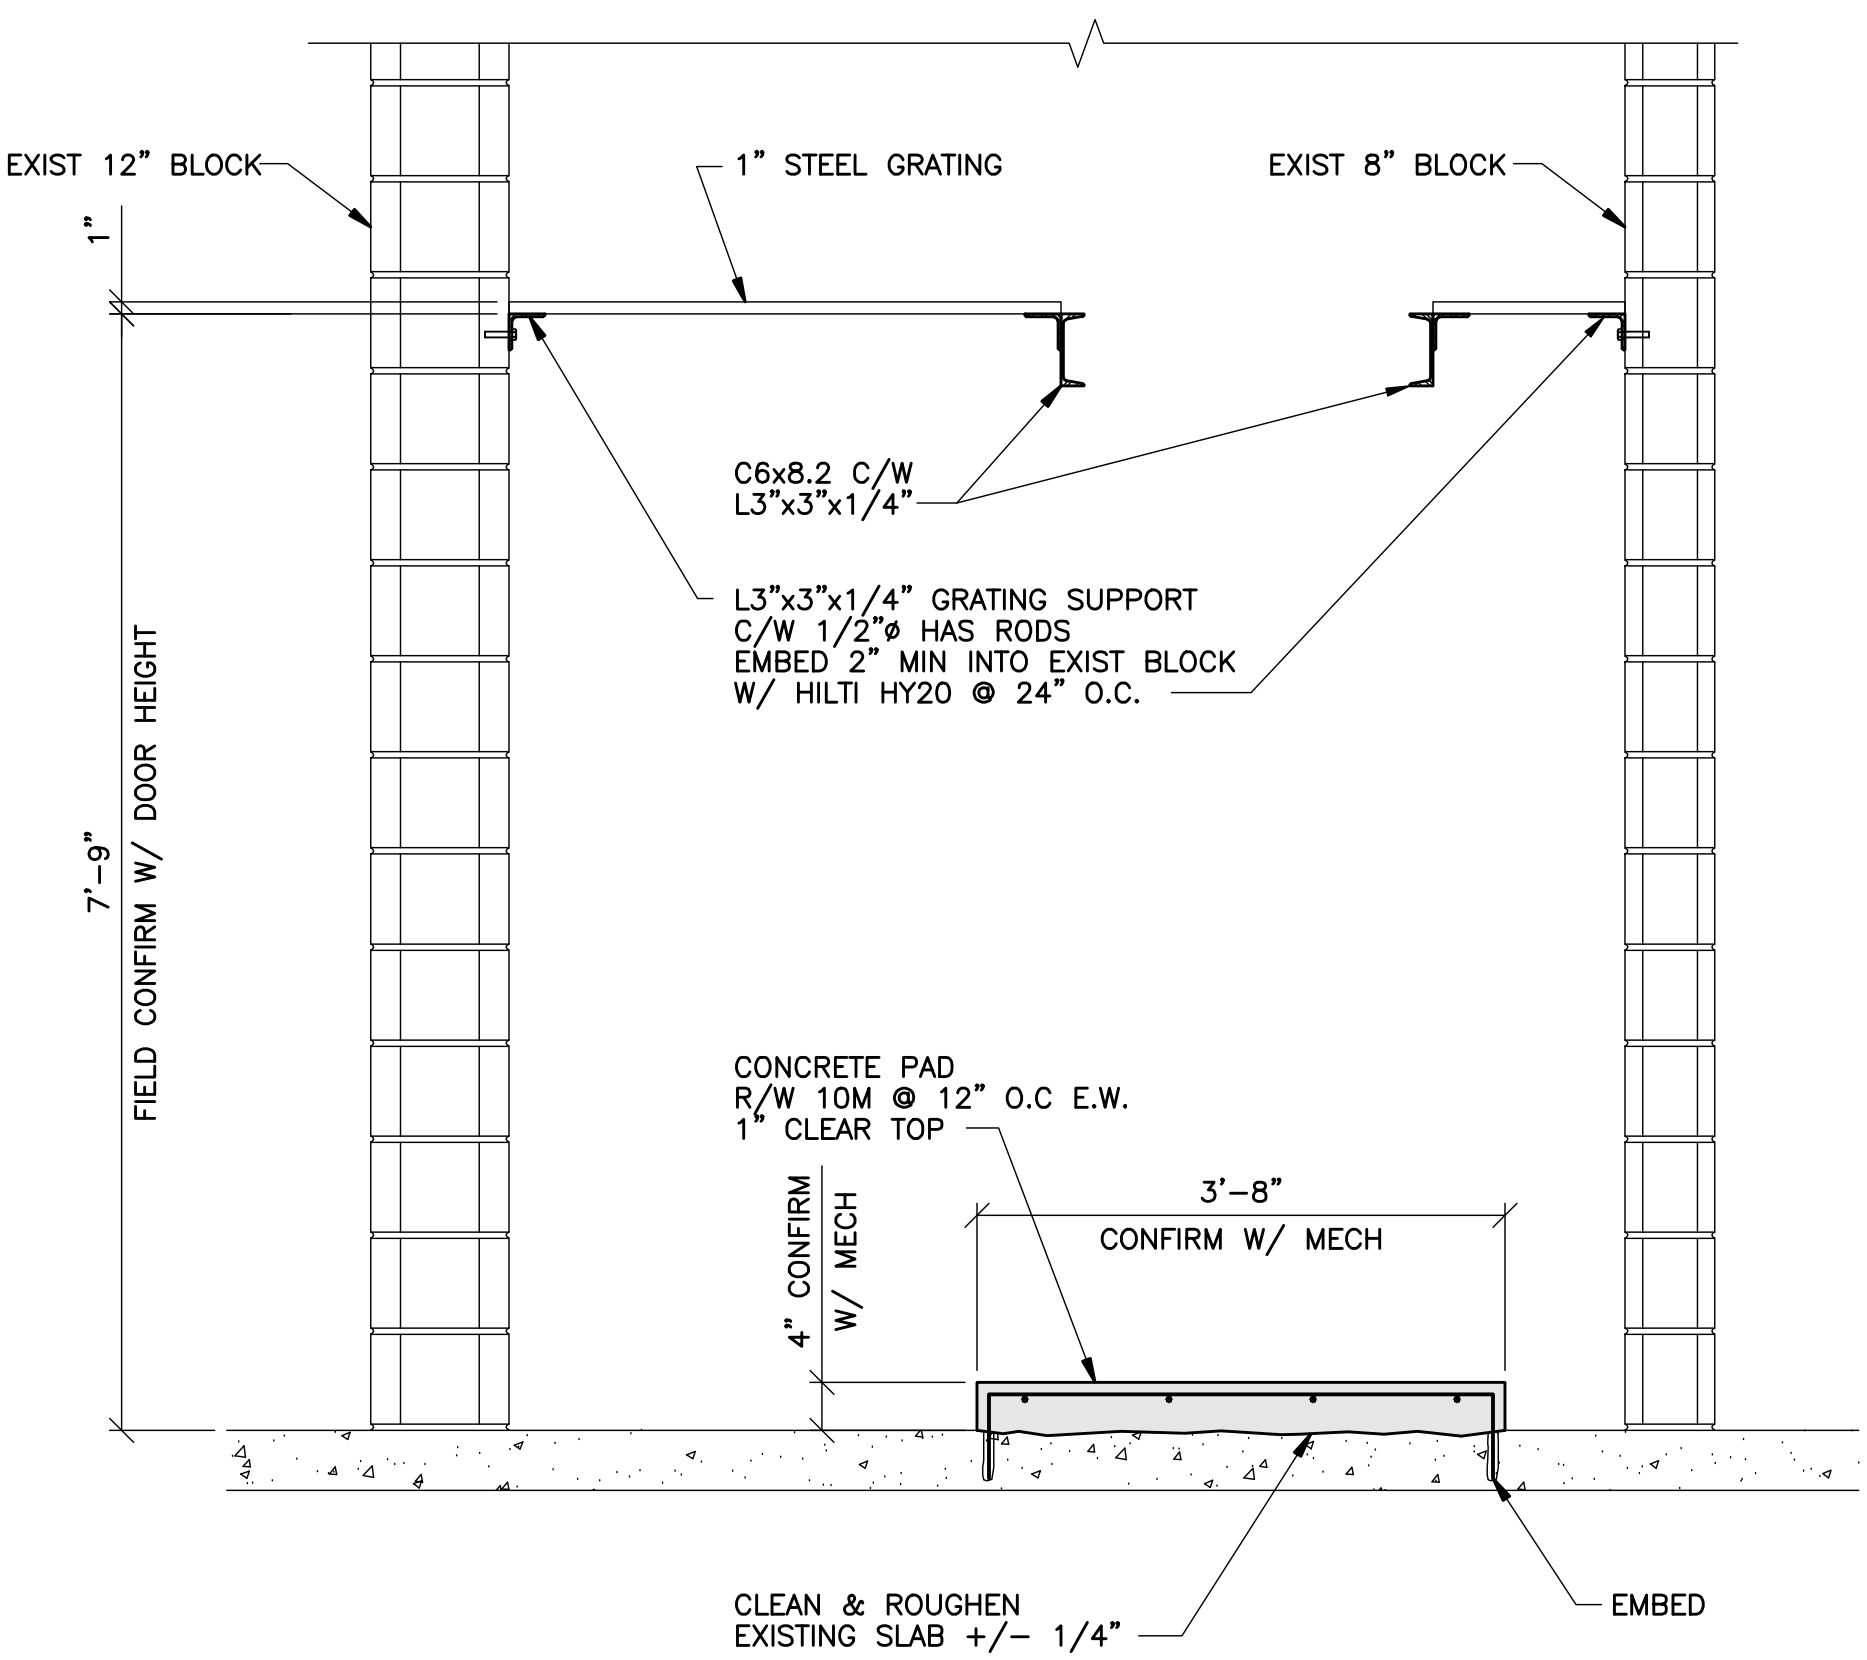 EXIST 12" BLOCK
1" STEEL GRATING
EXIST 8" BLOCK
1"
C6x8.2 C/W
L3"x3"x1/4"
L3"x3"x1/4" GRATING SUPPORT
C/W 1/2"ø HAS RODS
EMBED 2" MIN INTO EXIST BLOCK
W/ HILTI HY20 @ 24" O.C.
7'-9"
FIELD CONFIRM W/ DOOR HEIGHT
CONCRETE PAD
R/W 10M @ 12" O.C E.W.
1" CLEAR TOP
4" CONFIRM
W/ MECH
3'-8"
CONFIRM W/ MECH
CLEAN & ROUGHEN
EXISTING SLAB +/- 1/4"
EMBED